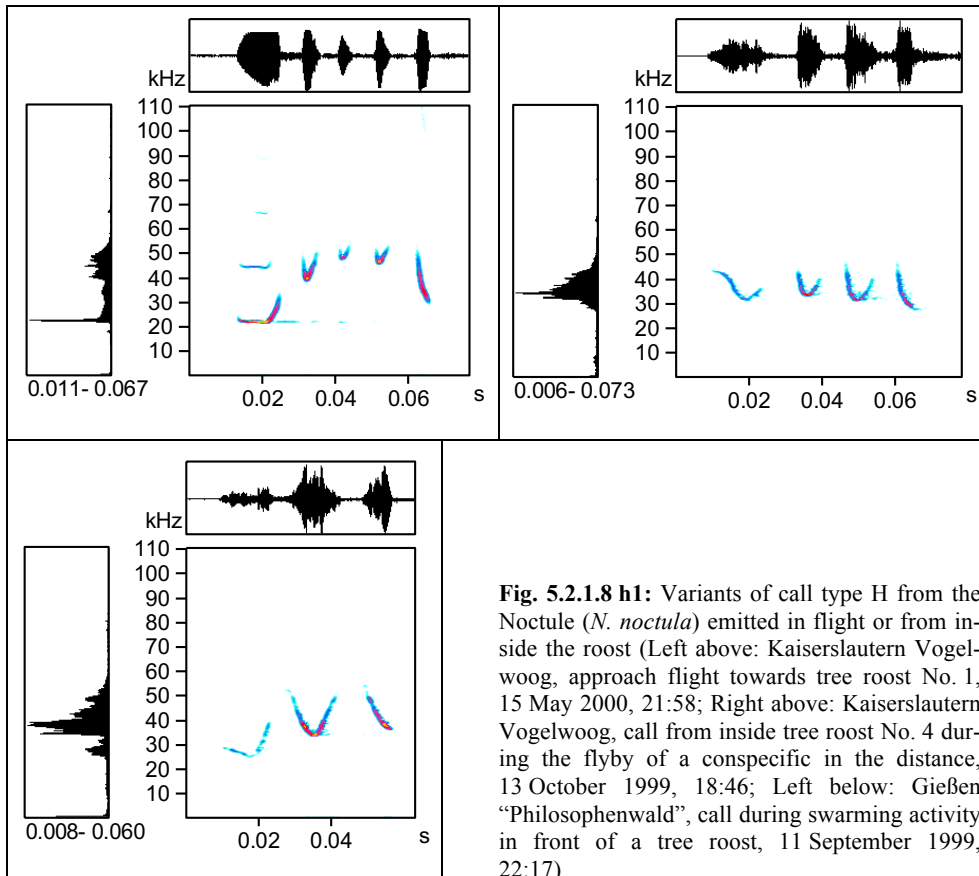 kHz
110
100
90
80
70
60
50
40
30
20
10
0.011- 0.067
0.02 0.04 0.06 s
kHz
110
100
90
80
70
60
50
40
30
20
10
0.006- 0.073
0.02 0.04 0.06 s
kHz
110
100
90
80
70
60
50
40
30
20
10
0.008- 0.060
0.02 0.04 s
Fig. 5.2.1.8 h1: Variants of call type H from the
Noctule (N. noctula) emitted in flight or from in-
side the roost (Left above: Kaiserslautern Vogel-
woog, approach flight towards tree roost No. 1,
15 May 2000, 21:58; Right above: Kaiserslautern
Vogelwoog, call from inside tree roost No. 4 dur-
ing the flyby of a conspecific in the distance,
13 October 1999, 18:46; Left below: Gießen
“Philosophenwald”, call during swarming activity
in front of a tree roost, 11 September 1999,
22:17)